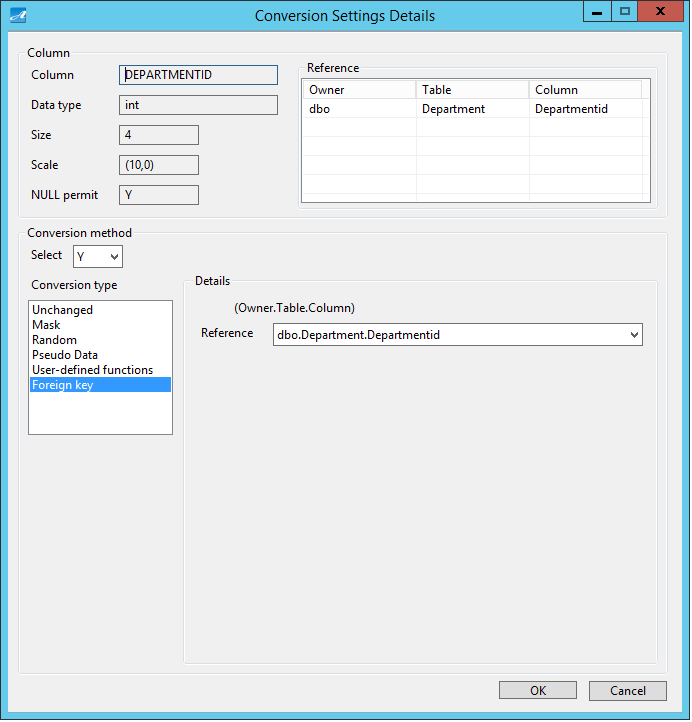 Conversion Settings Details
Column
Column DEPARTMENTID
Data type int
Size 4
Scale (10,0)
NULL permit Y
Reference
Owner Table Column
dbo Department Departmentid
Conversion method
Select Y
Conversion type
Unchanged
Mask
Random
Pseudo Data
User-defined functions
Foreign key
Details
(Owner.Table.Column)
Reference dbo.Department.Departmentid
OK Cancel